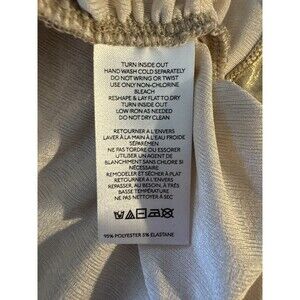 TURN INSIDE OUT
HAND WASH COLD SEPARATELY
DO NOT WRING OR TWIST
USE ONLY NON-CHLORINE
BLEACH
RESHAPE & LAY FLAT TO DRY
TURN INSIDE OUT
LOW IRON AS NEEDED
DO NOT DRY CLEAN
RETOURNER À L'ENVERS
LAVER À LA MAIN À L'EAU FROIDE
SÉPARÉMENT
NE PAS TORDRE OU ESSORER
UTILISER UN AGENT DE
BLANCHIMENT SANS CHLORE SI
NÉCESSAIRE
REMODELER ET SÉCHER À PLAT
RETOURNER À L'ENVERS
REPASSER, AU BESOIN, À TRÈS
BASSE TEMPÉRATURE
NE PAS NETTOYER À SEC
95% POLYESTER 5% ELASTANE